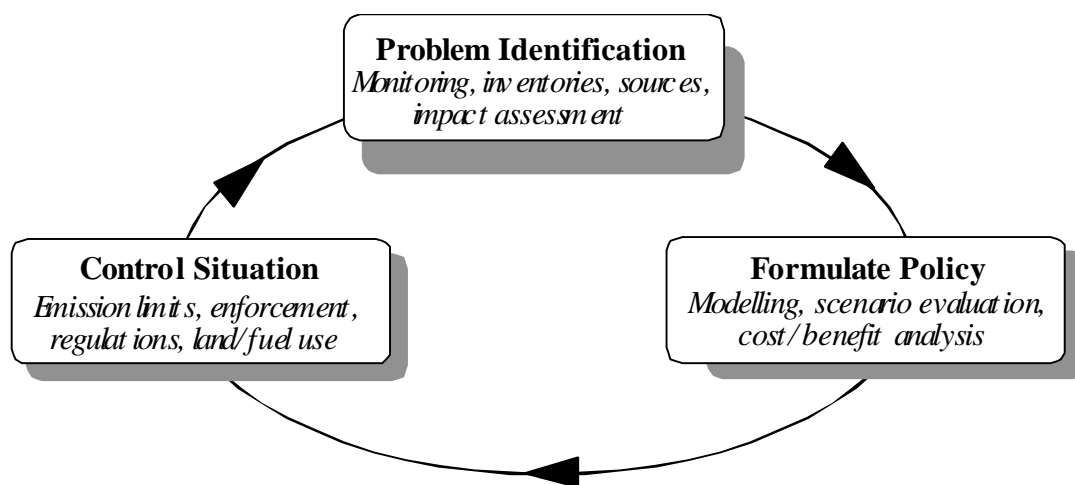 Problem Identification
Monitoring, inventories, sources,
impact assessment
Control Situation
Emission limits, enforcement,
regulations, land/fuel use
Formulate Policy
Modelling, scenario evaluation,
cost/benefit analysis